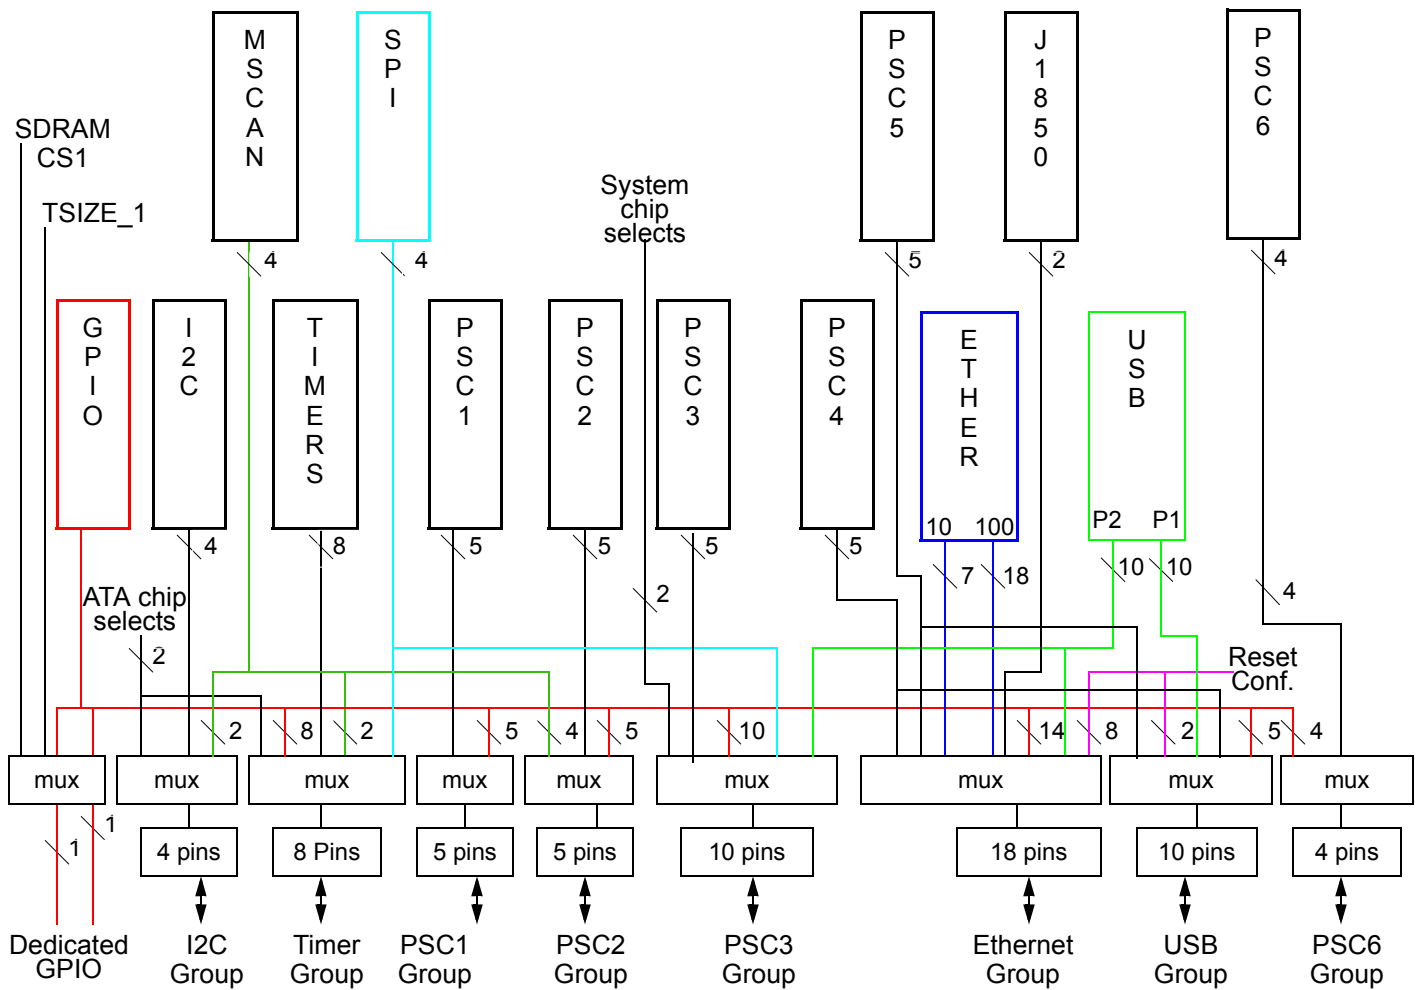 MSCAN
SPI
PSC5
J1850
PSC6
SDRAM
CS1
TSIZE_1
System
chip
selects
4
4
5
2
4
GPIO
I2C
TIMERS
PSC1
PSC2
PSC3
PSC4
ETHER
USB
10
100
P2
P1
4
8
5
5
5
5
7
18
10
10
4
ATA chip
selects
2
2
Reset
Conf.
2
8
2
5
4
5
10
14
8
2
5
4
mux
mux
mux
mux
mux
mux
mux
mux
mux
1
1
4 pins
8 Pins
5 pins
5 pins
10 pins
18 pins
10 pins
4 pins
Dedicated
GPIO
I2C
Group
Timer
Group
PSC1
Group
PSC2
Group
PSC3
Group
Ethernet
Group
USB
Group
PSC6
Group